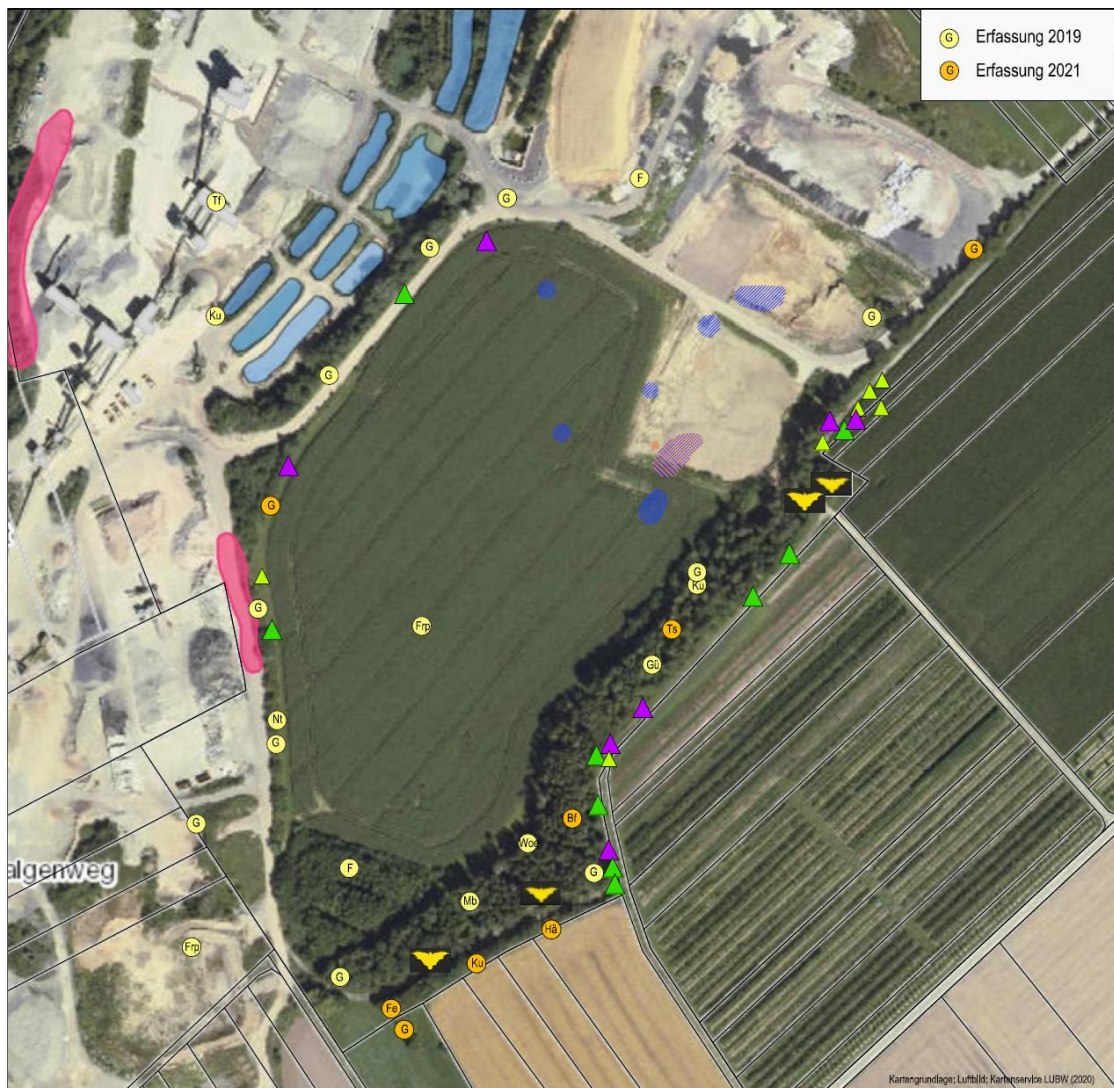 G Erfassung 2019
G Erfassung 2021
F
Tf
G
G
G
Ku
G
G
G
G
Ku
Ts
G
Frp
Gü
Nt
G
Bf
G
Woe
F
G
Mb
Hä
Frp
Ku
G
Fe
G
algenweg
Kartengrundlage: Luftbild: Kartenservice LUBW (2020)